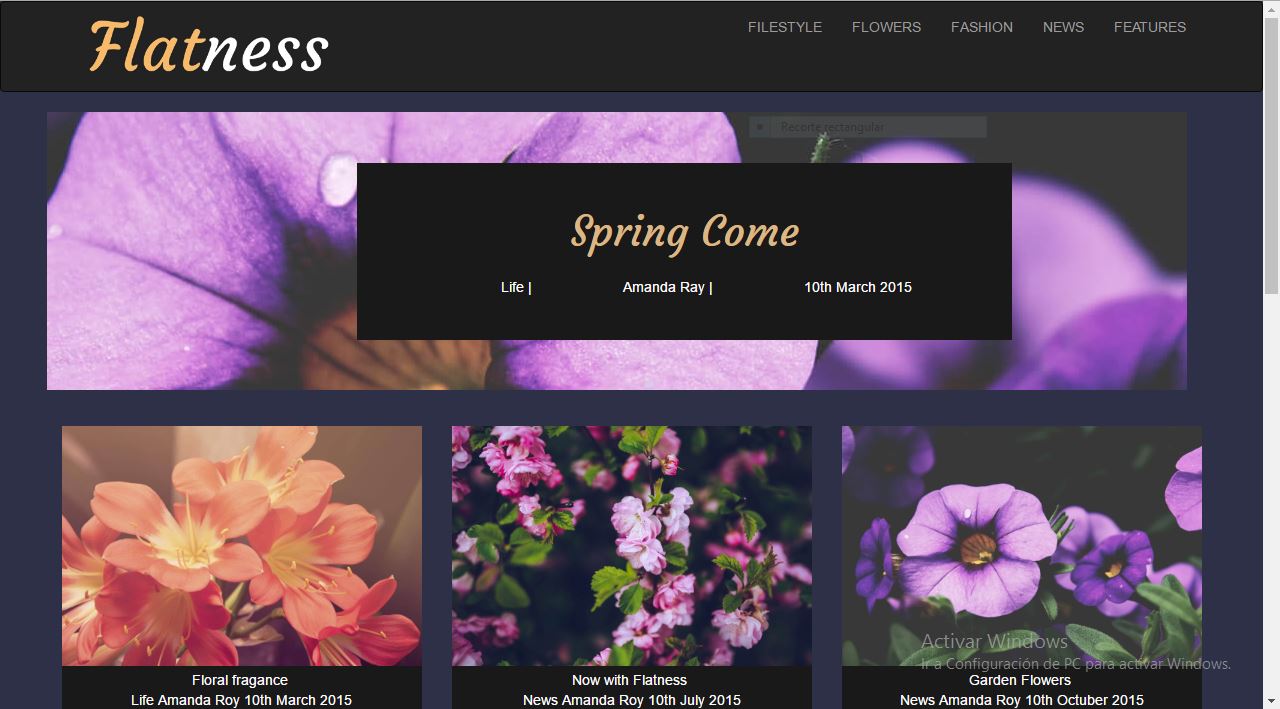 Flatness
FILESTYLE FLOWERS FASHION NEWS FEATURES
Recorte rectangular
Spring Come
Life | Amanda Ray | 10th March 2015
Floral fragance
Life Amanda Roy 10th March 2015
Now with Flatness
News Amanda Roy 10th July 2015
Garden Flowers
News Amanda Roy 10th Octuber 2015
Activar Windows
Ir a Configuración de PC para activar Windows.